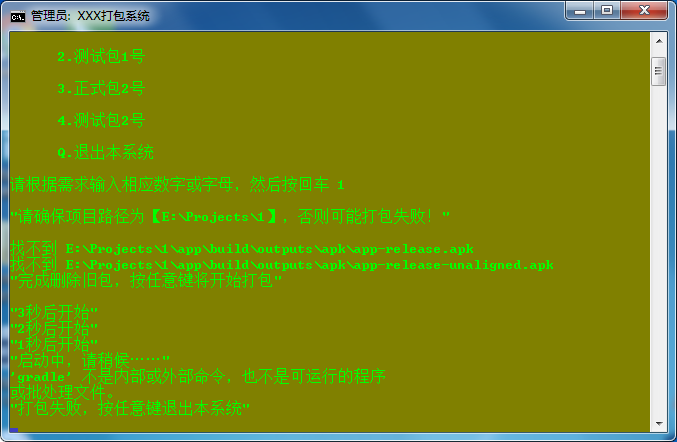 管理员: XXX打包系统
2.测试包1号
3.正式包2号
4.测试包2号
Q.退出本系统
请根据需求输入相应数字或字母，然后按回车 1
"请确保项目路径为【E:\Projects\1】，否则可能打包失败！"
找不到 E:\Projects\1\app\build\outputs\apk\app-release.apk
找不到 E:\Projects\1\app\build\outputs\apk\app-release-unaligned.apk
"完成删除旧包，按任意键将开始打包"
"3秒后开始"
"2秒后开始"
"1秒后开始"
"启动中，请稍候……"
'gradle' 不是内部或外部命令，也不是可运行的程序
或批处理文件。
"打包失败，按任意键退出本系统"